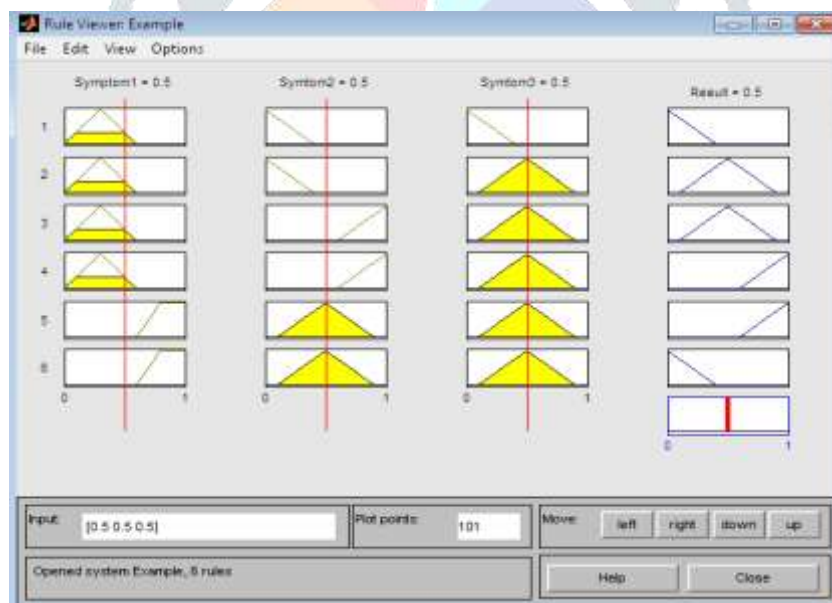 Rule Viewer: Example
File Edit View Options
Symptom1 = 0.5 Symtom2 = 0.5 Symtom3 = 0.5 Result = 0.5
1
2
3
4
5
6
0 1 0 1 0 1
0 1
Input: [0.5 0.5 0.5] Plot points: 101 Move: left right down up
Opened system Example, 6 rules Help Close